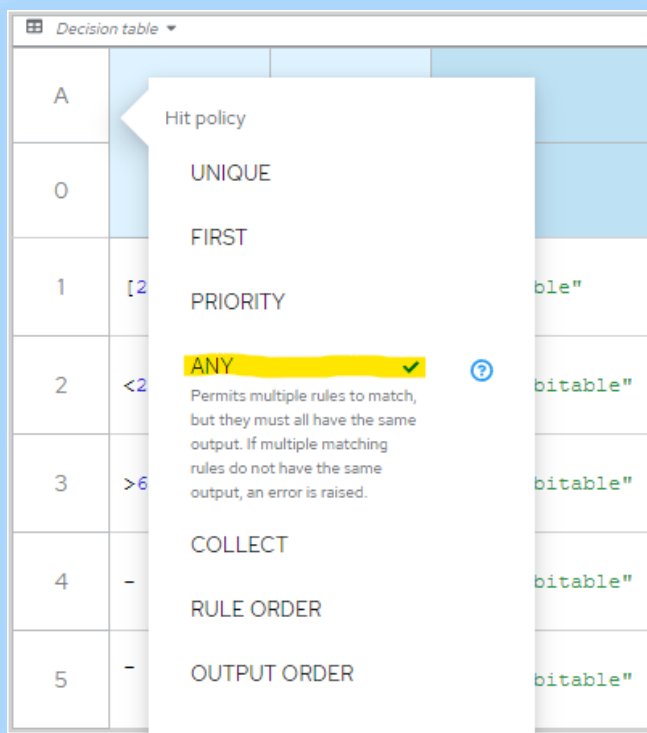 Decision table
A
Hit policy
UNIQUE
0
FIRST
1 [2 ble"
PRIORITY
ANY
2 <2 bitable"
Permits multiple rules to match,
but they must all have the same
output. If multiple matching
rules do not have the same
output, an error is raised.
3 >6 bitable"
COLLECT
4 - bitable"
RULE ORDER
5 - bitable"
OUTPUT ORDER